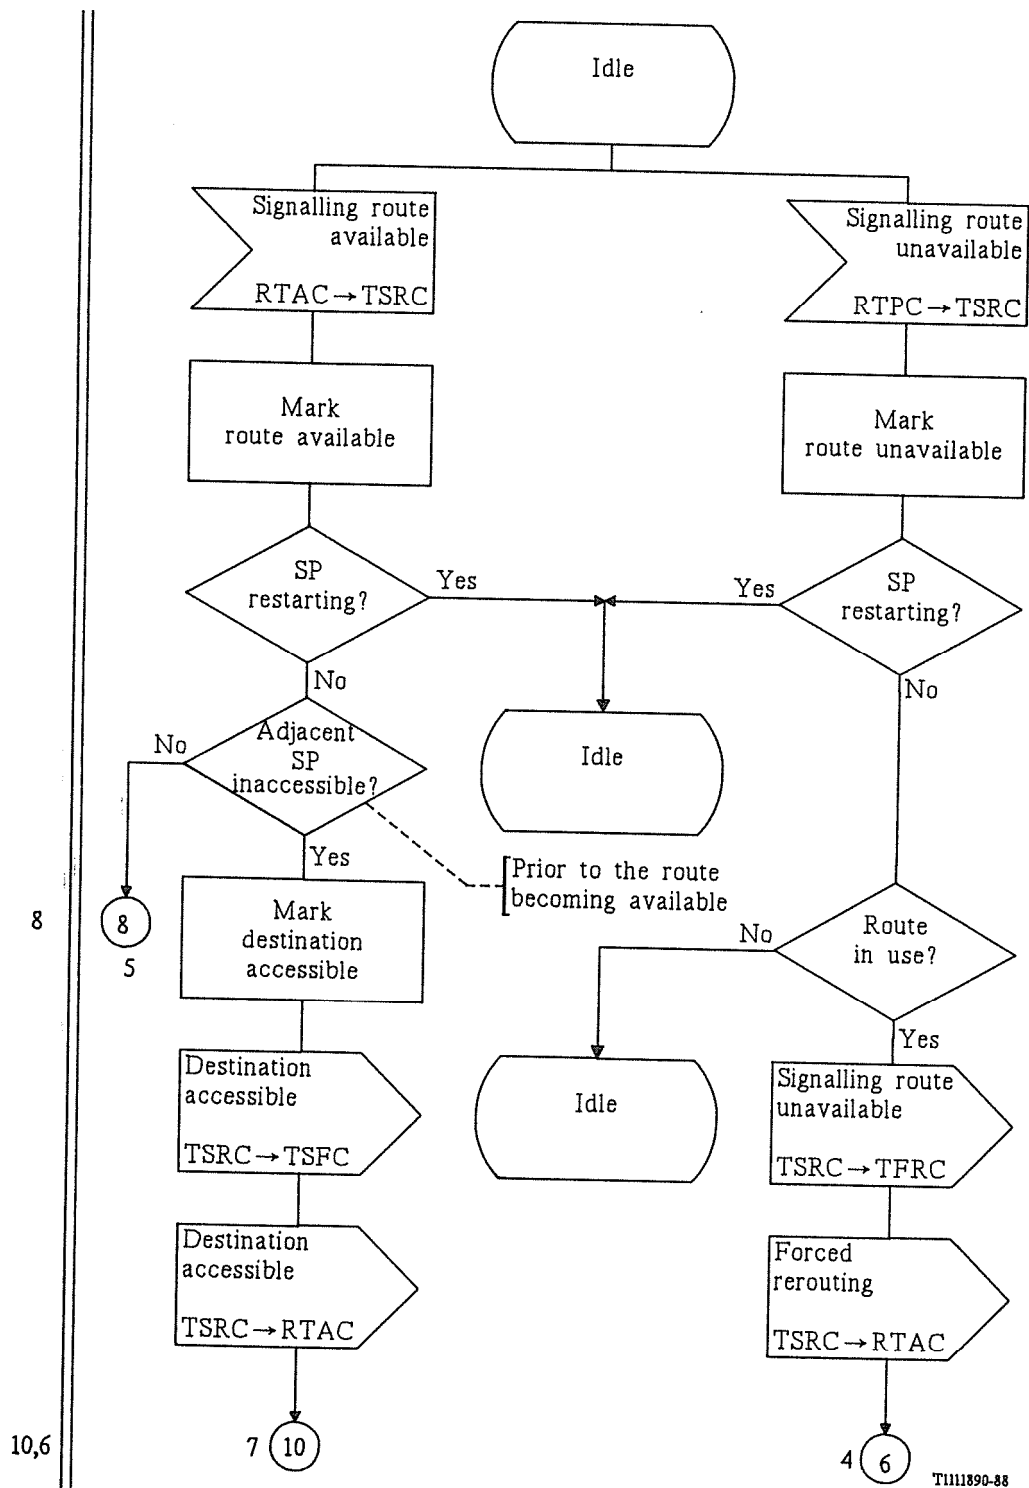 Idle
Signalling route
available
RTAC → TSRC
Signalling route
unavailable
RTPC → TSRC
Mark
route available
Mark
route unavailable
SP
restarting?
Yes
Yes
SP
restarting?
No
No
Adjacent
SP
inaccessible?
No
Idle
Yes
Prior to the route
becoming available
8
8
5
Mark
destination
accessible
No
Route
in use?
Yes
Destination
accessible
TSRC → TSFC
Idle
Signalling route
unavailable
TSRC → TFRC
Destination
accessible
TSRC → RTAC
Forced
rerouting
TSRC → RTAC
10,6
7
10
4
6
T1111890-88